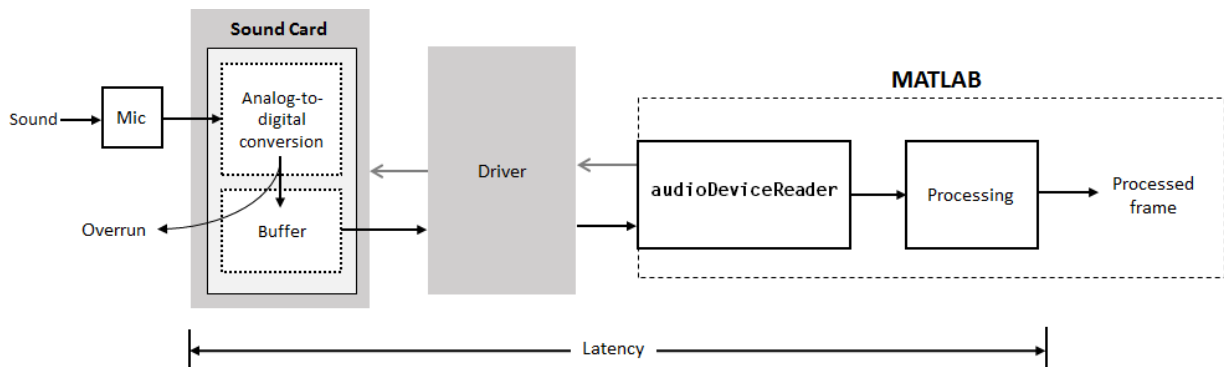 Sound Card
MATLAB
Sound
Mic
Analog-to-
digital
conversion
Driver
audioDeviceReader
Processing
Processed
frame
Overrun
Buffer
Latency